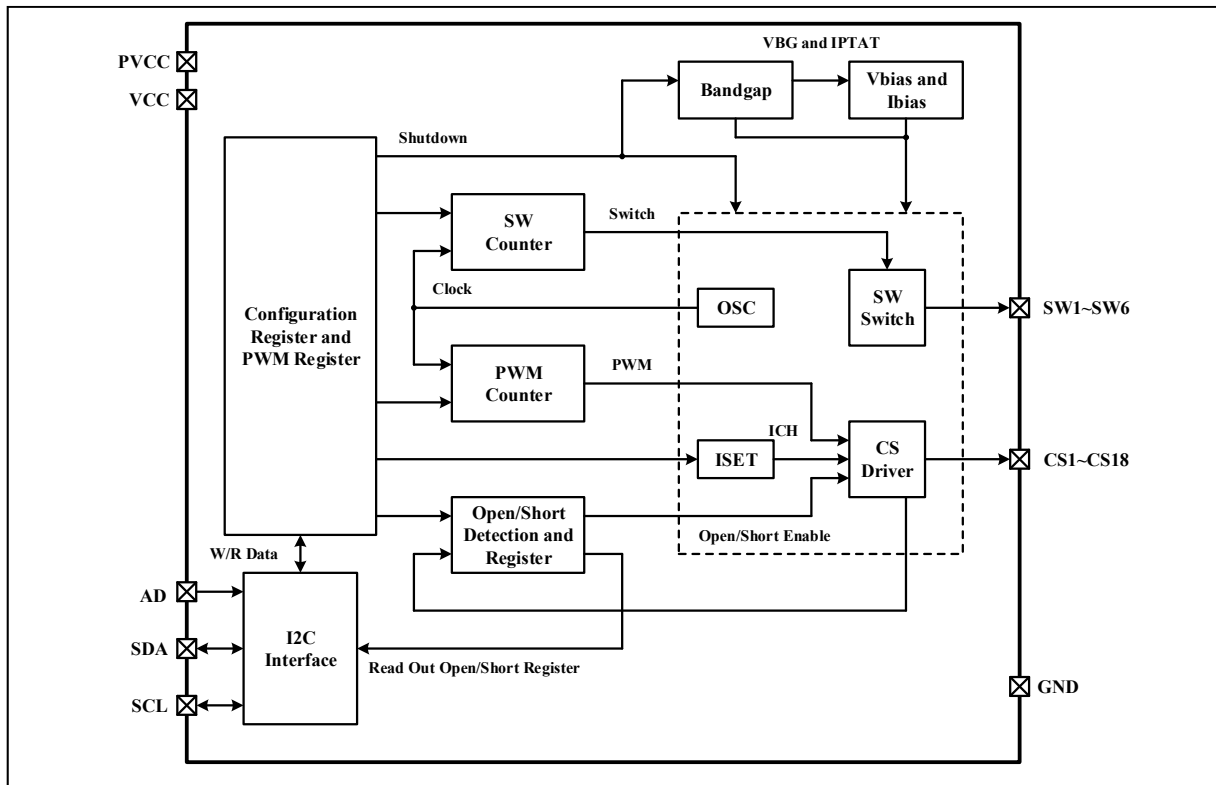 VBG and IPTAT
PVCC
VCC
Bandgap
Vbias and
Ibias
Shutdown
SW
Counter
Switch
Clock
OSC
SW
Switch
SW1~SW6
Configuration
Register and
PWM Register
PWM
Counter
PWM
ICH
ISET
CS
Driver
CS1~CS18
Open/Short
Detection and
Register
Open/Short Enable
W/R Data
AD
SDA
SCL
I2C
Interface
Read Out Open/Short Register
GND